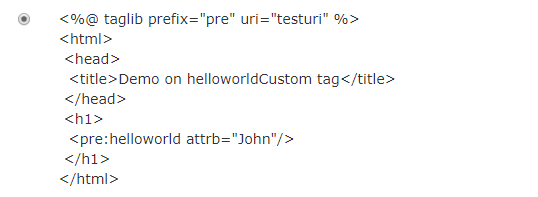 <%@ taglib prefix="pre" uri="testuri" %>
<html>
<head>
<title>Demo on helloworldCustom tag</title>
</head>
<h1>
<pre:helloworld attrb="John"/>
</h1>
</html>